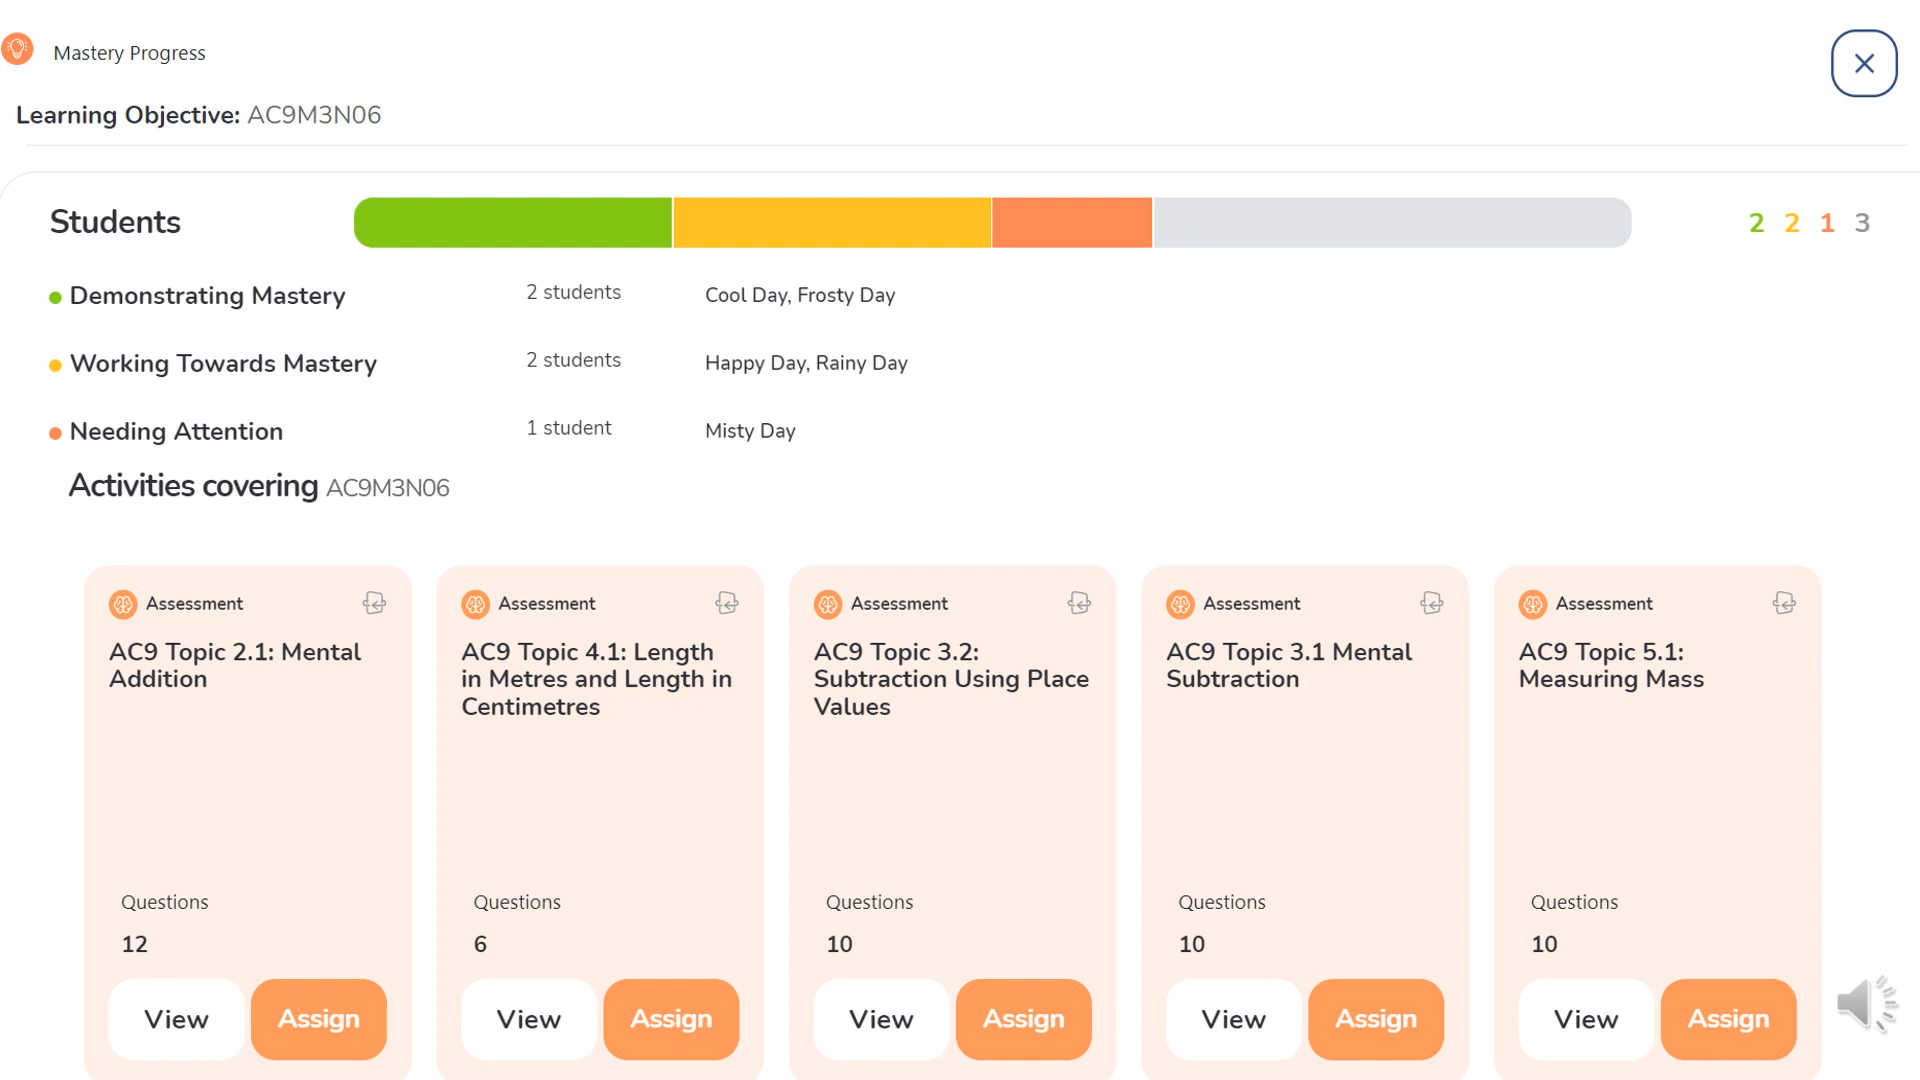 Mastery Progress
Learning Objective: AC9M3N06
Students
2 2 1 3
Demonstrating Mastery 2 students Cool Day, Frosty Day
Working Towards Mastery 2 students Happy Day, Rainy Day
Needing Attention 1 student Misty Day
Activities covering AC9M3N06
Assessment
AC9 Topic 2.1: Mental
Addition
Questions
12
View Assign
Assessment
AC9 Topic 4.1: Length
in Metres and Length in
Centimetres
Questions
6
View Assign
Assessment
AC9 Topic 3.2:
Subtraction Using Place
Values
Questions
10
View Assign
Assessment
AC9 Topic 3.1 Mental
Subtraction
Questions
10
View Assign
Assessment
AC9 Topic 5.1:
Measuring Mass
Questions
10
View Assign